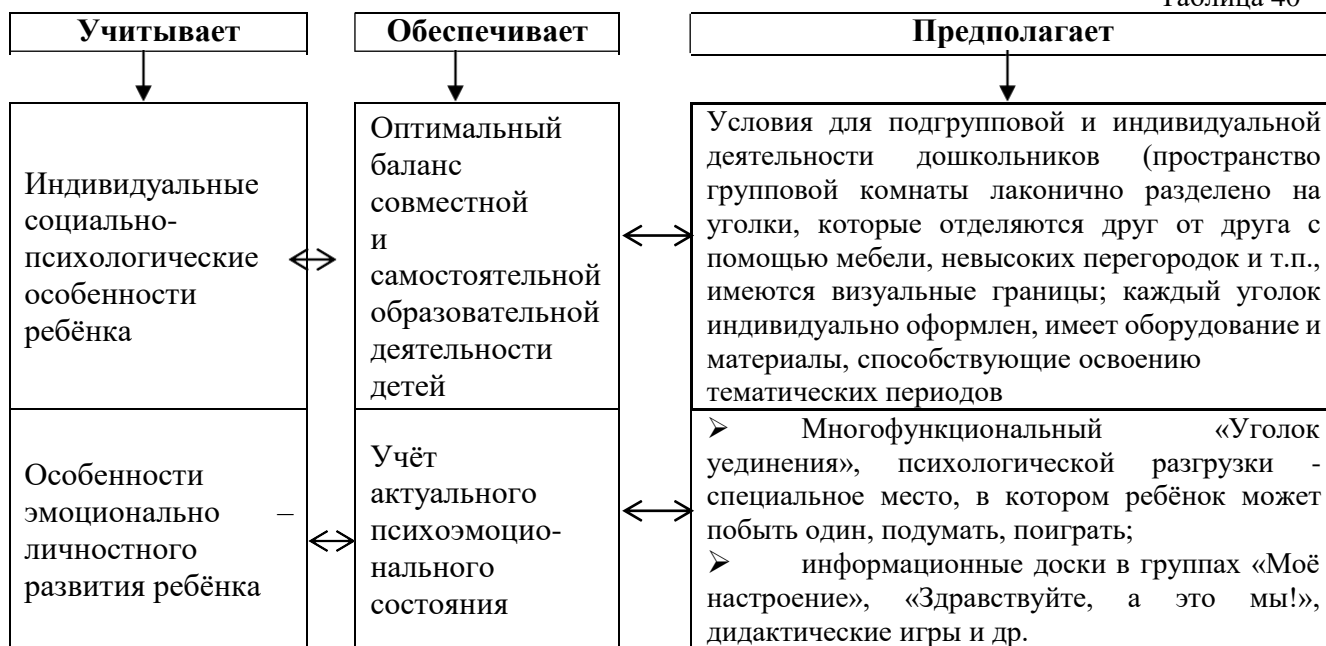 Таблица 40
Учитывает
Обеспечивает
Предполагает
Индивидуальные
социально-
психологические
особенности
ребёнка
Оптимальный
баланс
совместной
и
самостоятельной
образовательной
деятельности
детей
Условия для подгрупповой и индивидуальной
деятельности дошкольников (пространство
групповой комнаты лаконично разделено на
уголки, которые отделяются друг от друга с
помощью мебели, невысоких перегородок и т.п.,
имеются визуальные границы; каждый уголок
индивидуально оформлен, имеет оборудование и
материалы, способствующие освоению
тематических периодов
Особенности
эмоционально –
личностного
развития ребёнка
Учёт
актуального
психоэмоцио-
нального
состояния
➢ Многофункциональный «Уголок
уединения», психологической разгрузки -
специальное место, в котором ребёнок может
побыть один, подумать, поиграть;
➢ информационные доски в группах «Моё
настроение», «Здравствуйте, а это мы!»,
дидактические игры и др.